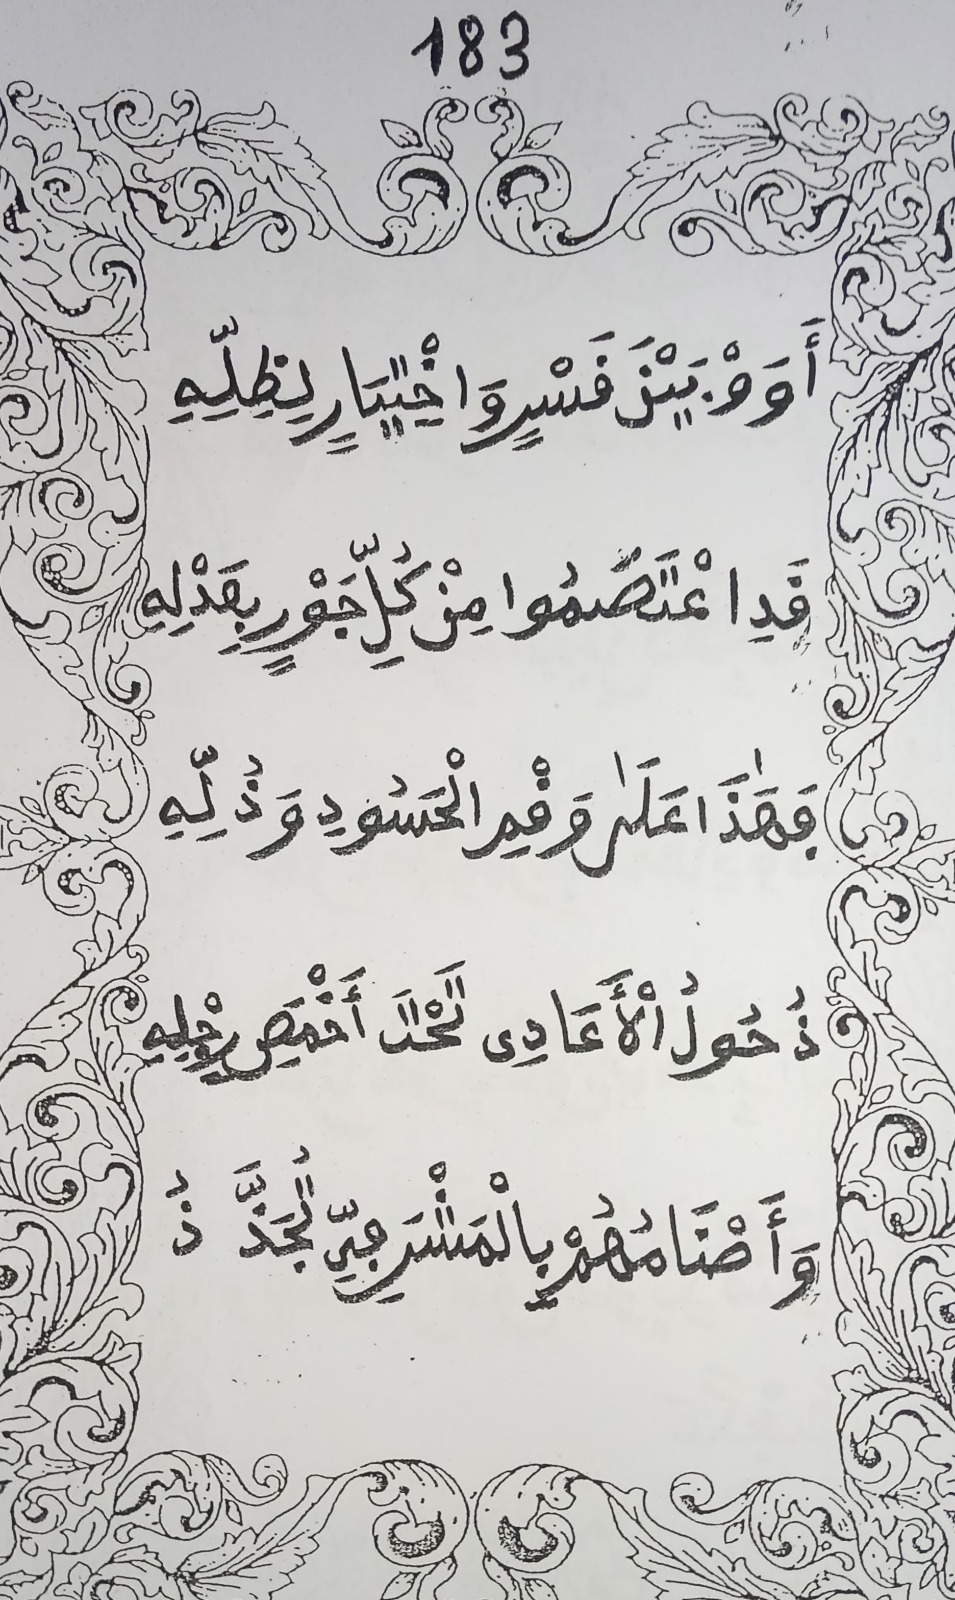 183
أَوَوْ بَيْنَ قَسْرٍ وَاخْتِيَارٍ لِظِلِّهِ
قَدِ اعْتَصَمُوا مِنْ كُلِّ جَوْرٍ بِعَدْلِهِ
فَهَٰذَا عَلَىٰ رَغْمِ الْحَسُودِ وَذُلِّهِ
ذُحُولُ الْأَعَادِى تَحْتَ أَخْمَصِ رِجْلِهِ
وَأَصْنَامُهُمْ بِالْمَشْرَفِيِّ تُجَذَّذُ